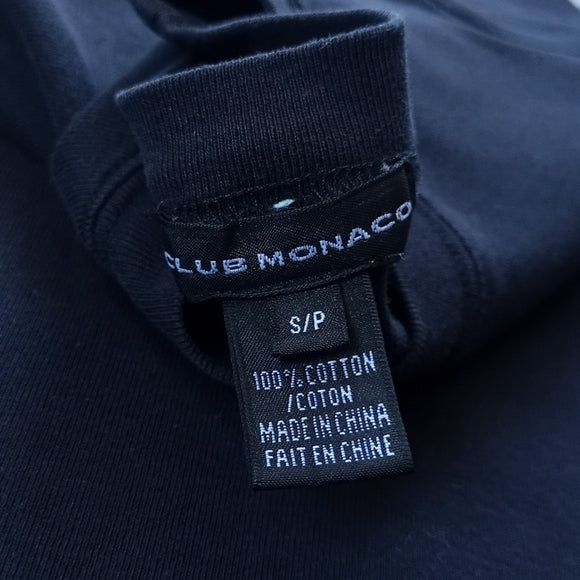 CLUB MONACO
S/P
100% COTTON
/COTON
MADE IN CHINA
FAIT EN CHINE